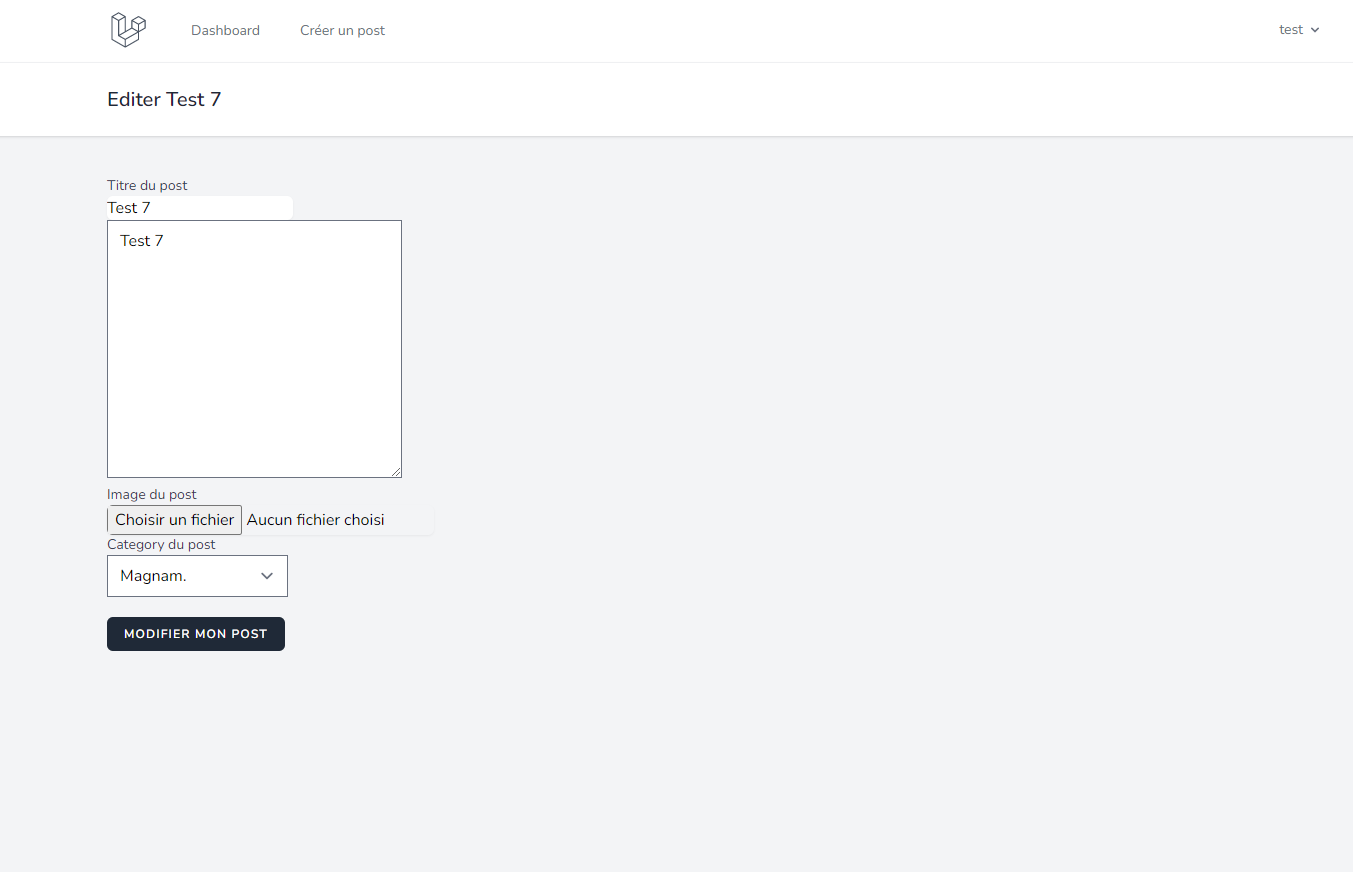 Dashboard Créer un post test
Editer Test 7
Titre du post
Test 7
Test 7
Image du post
Choisir un fichier Aucun fichier choisi
Category du post
Magnam.
MODIFIER MON POST